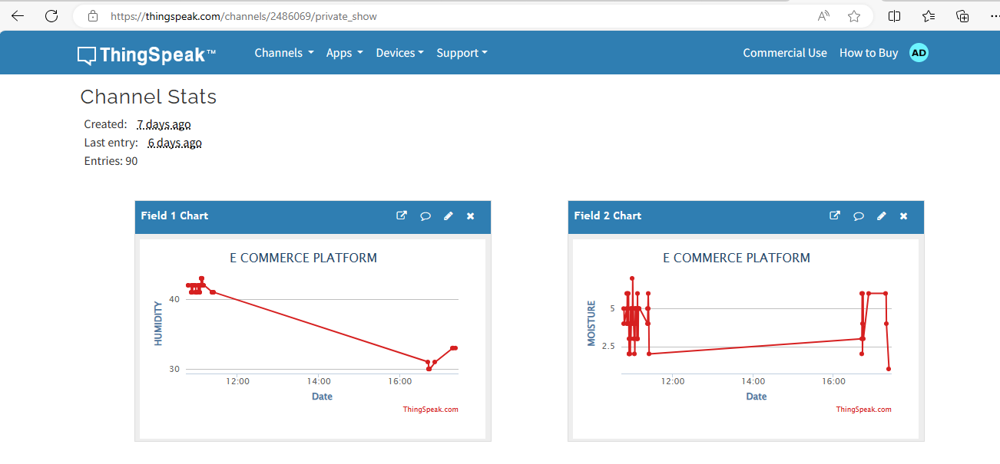 https://thingspeak.com/channels/2486069/private_show
ThingSpeak™ Channels Apps Devices Support Commercial Use How to Buy AD
Channel Stats
Created: 7 days ago
Last entry: 6 days ago
Entries: 90
Field 1 Chart
E COMMERCE PLATFORM
HUMIDITY
40
30
12:00 14:00 16:00
Date
ThingSpeak.com
Field 2 Chart
E COMMERCE PLATFORM
MOISTURE
5
2.5
12:00 14:00 16:00
Date
ThingSpeak.com